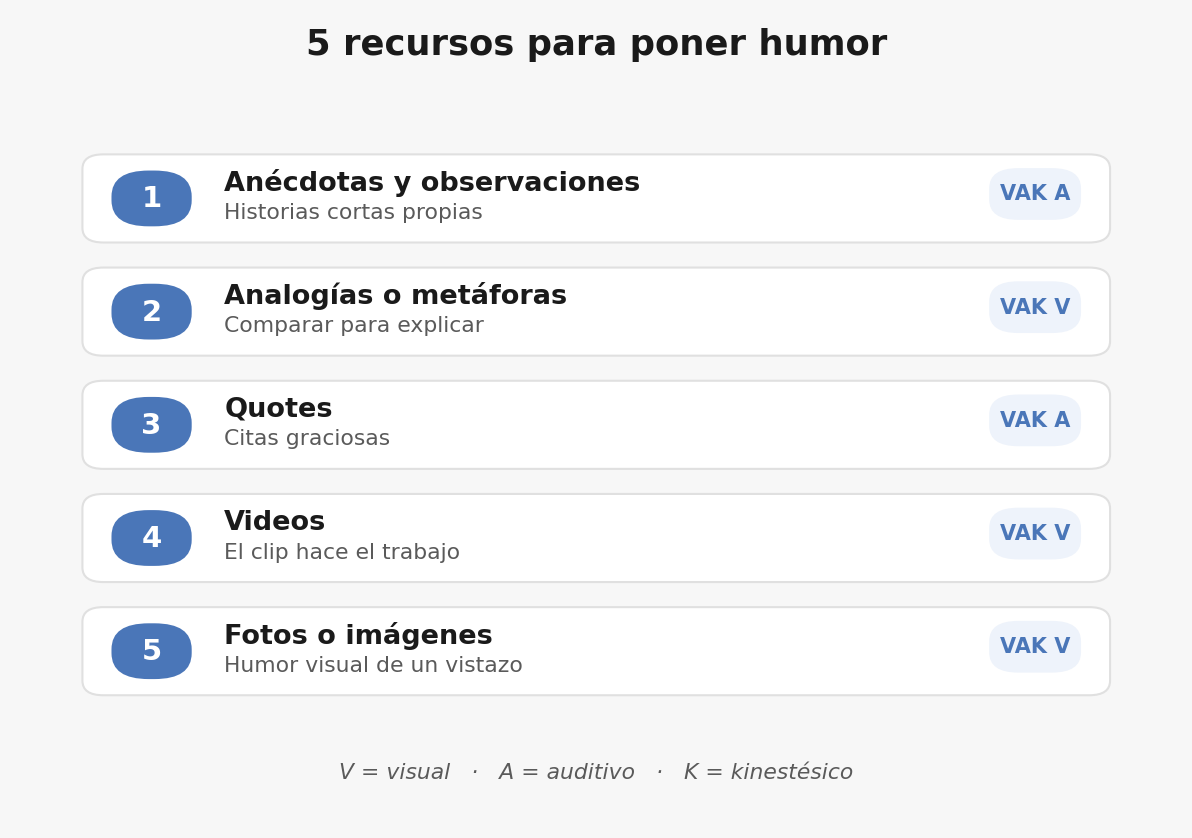 5 recursos para poner humor
1
Anécdotas y observaciones
Historias cortas propias
VAK A
2
Analogías o metáforas
Comparar para explicar
VAK V
3
Quotes
Citas graciosas
VAK A
4
Videos
El clip hace el trabajo
VAK V
5
Fotos o imágenes
Humor visual de un vistazo
VAK V
V = visual · A = auditivo · K = kinestésico